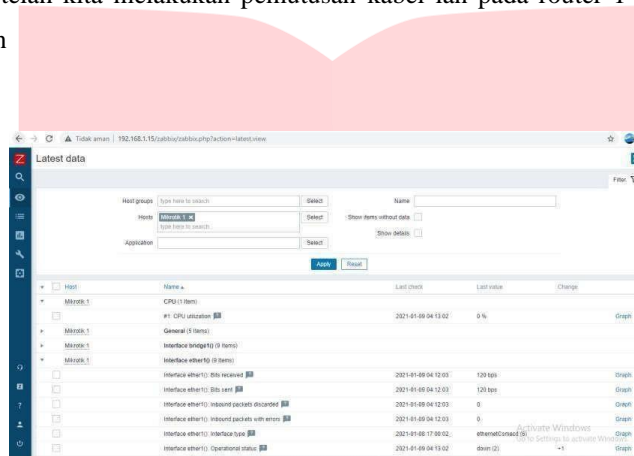 telah kita melakukan pemutusan kabel lan pada router 1
Tidak aman | 192.168.1.15/zabbix/zabbix.php?action=latest.view
Z Latest data
Filter
Host groups type here to search Select Name
Hosts Mikrotik 1 Select Show items without data
type here to search
Show details
Application Select
Apply Reset
Host Name Last check Last value Change
Mikrotik 1 CPU (1 Item)
#1: CPU utilization 2021-01-09 04:13:02 0 % Graph
Mikrotik 1 General (5 Items)
Mikrotik 1 Interface bridge1() (9 Items)
Mikrotik 1 Interface ether1() (9 Items)
Interface ether1(): Bits received 2021-01-09 04:12:03 120 bps Graph
Interface ether1(): Bits sent 2021-01-09 04:12:03 120 bps Graph
Interface ether1(): Inbound packets discarded 2021-01-09 04:12:03 0 Graph
Interface ether1(): Inbound packets with errors 2021-01-09 04:12:03 0 Graph
Activate Windows
Interface ether1(): Interface type 2021-01-08 17:00:02 (6) Graph
Go to Settings to activate Windows.
Interface ether1(): Operational status 2021-01-09 04:13:02 down (2) +1 Graph